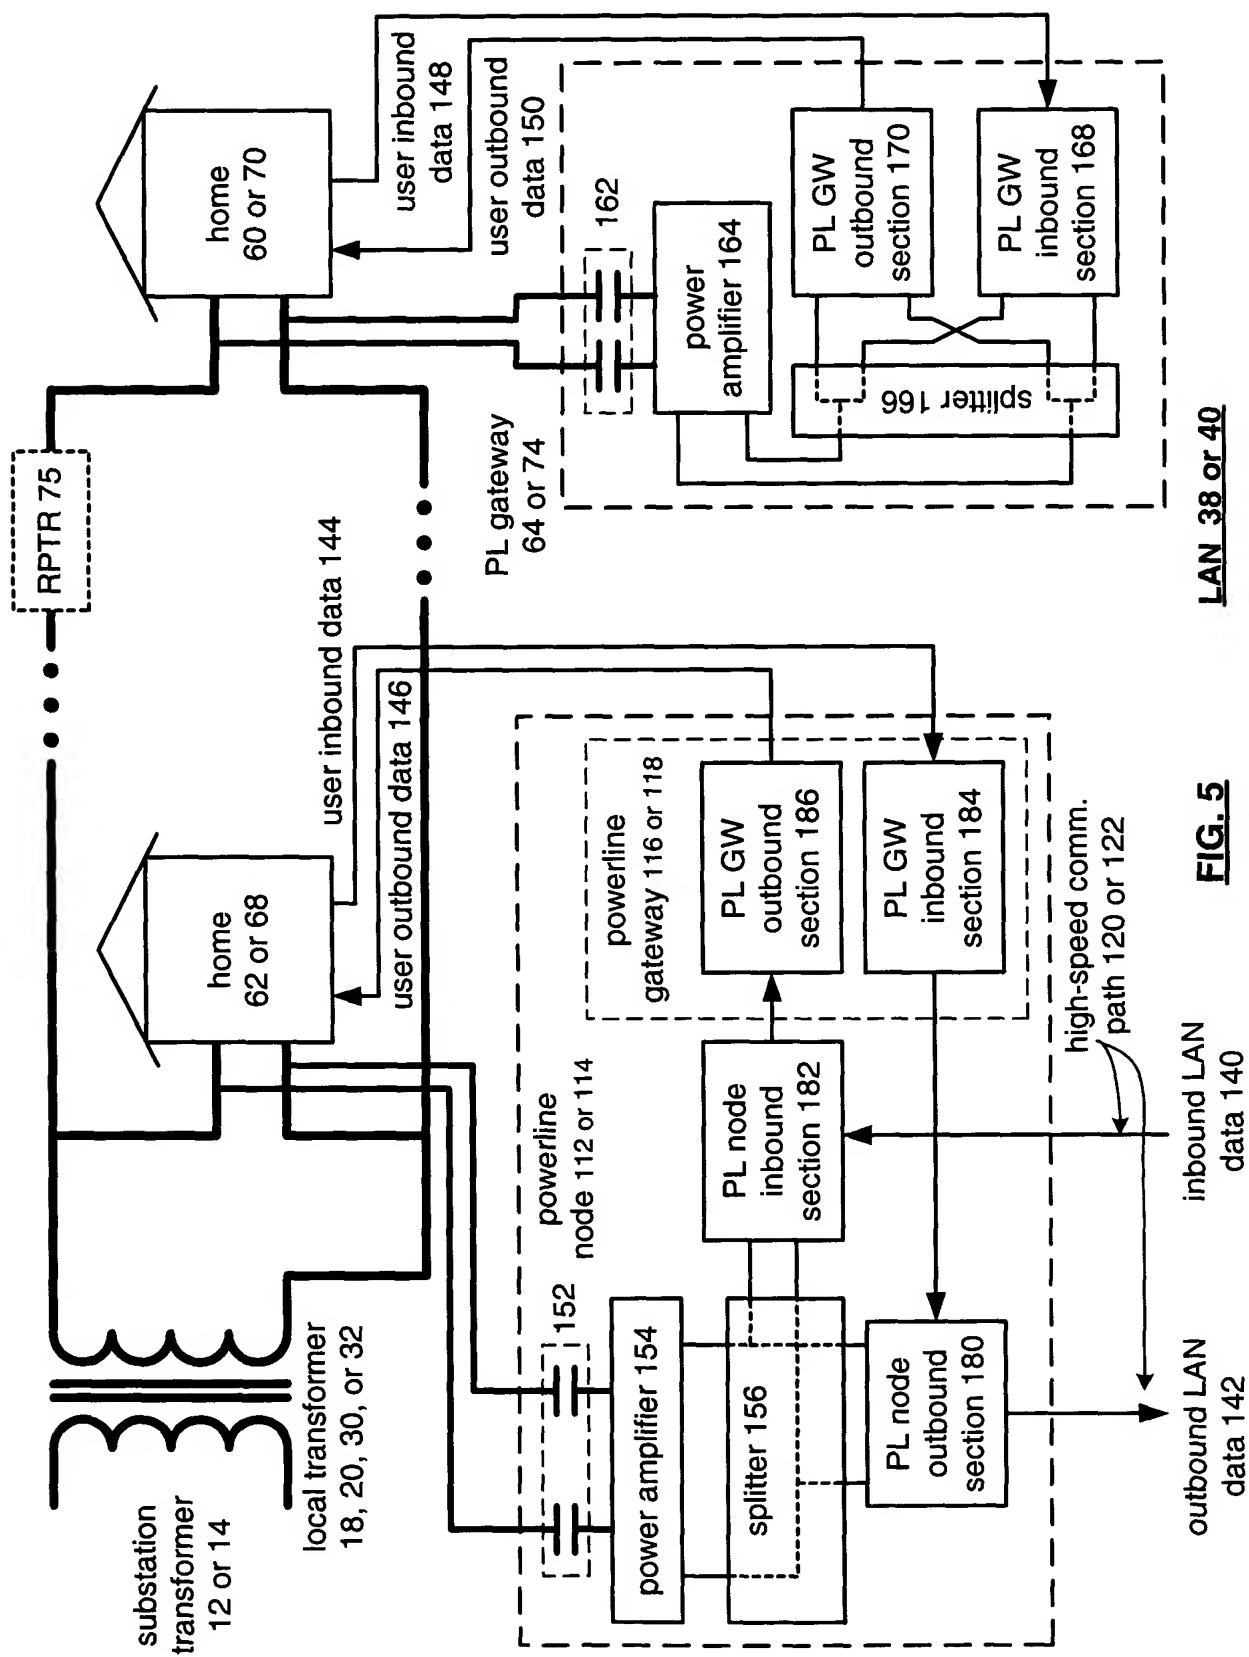 substation
transformer
12 or 14
local transformer
18, 20, 30, or 32
home
62 or 68
RPTR 75
home
60 or 70
user inbound data 144
user outbound data 146
user inbound
data 148
user outbound
data 150
powerline
node 112 or 114
152
power amplifier 154
splitter 156
PL node
inbound
section 182
PL node
outbound
section 180
powerline
gateway 116 or 118
PL GW
outbound
section 186
PL GW
inbound
section 184
high-speed comm.
path 120 or 122
outbound LAN
data 142
inbound LAN
data 140
PL gateway
64 or 74
162
power
amplifier 164
splitter 166
PL GW
outbound
section 170
PL GW
inbound
section 168
FIG. 5
LAN 38 or 40